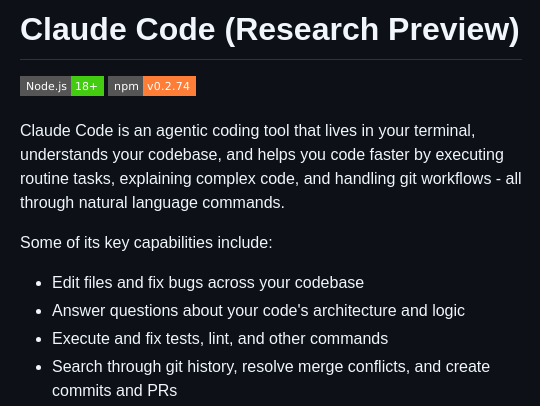 Claude Code (Research Preview)
Node.js 18+ npm v0.2.74
Claude Code is an agentic coding tool that lives in your terminal,
understands your codebase, and helps you code faster by executing
routine tasks, explaining complex code, and handling git workflows - all
through natural language commands.
Some of its key capabilities include:
• Edit files and fix bugs across your codebase
• Answer questions about your code's architecture and logic
• Execute and fix tests, lint, and other commands
• Search through git history, resolve merge conflicts, and create
commits and PRs